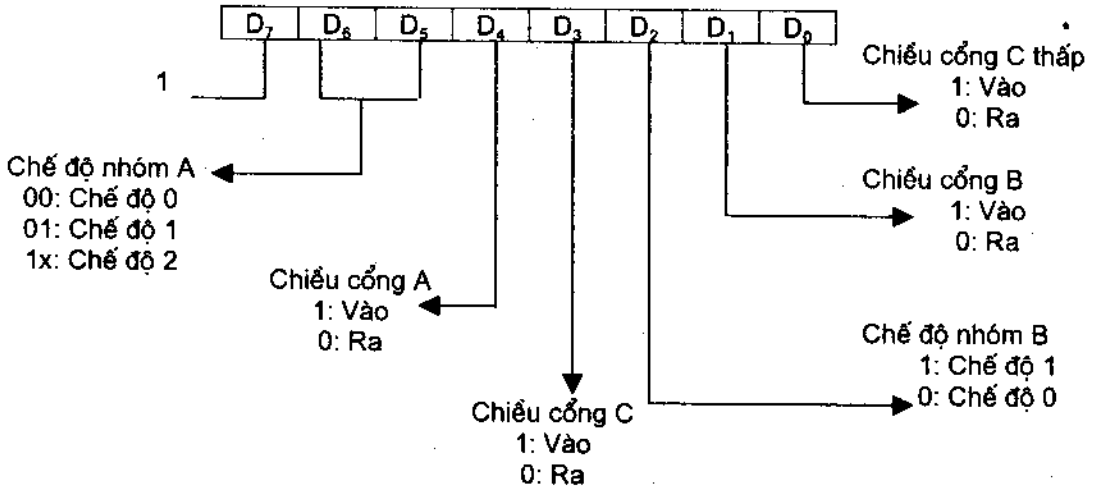 D7 D6 D5 D4 D3 D2 D1 D0
1
Chiều cổng C thấp
1: Vào
0: Ra
Chế độ nhóm A
00: Chế độ 0
01: Chế độ 1
1x: Chế độ 2
Chiều cổng B
1: Vào
0: Ra
Chiều cổng A
1: Vào
0: Ra
Chế độ nhóm B
1: Chế độ 1
0: Chế độ 0
Chiều cổng C
1: Vào
0: Ra